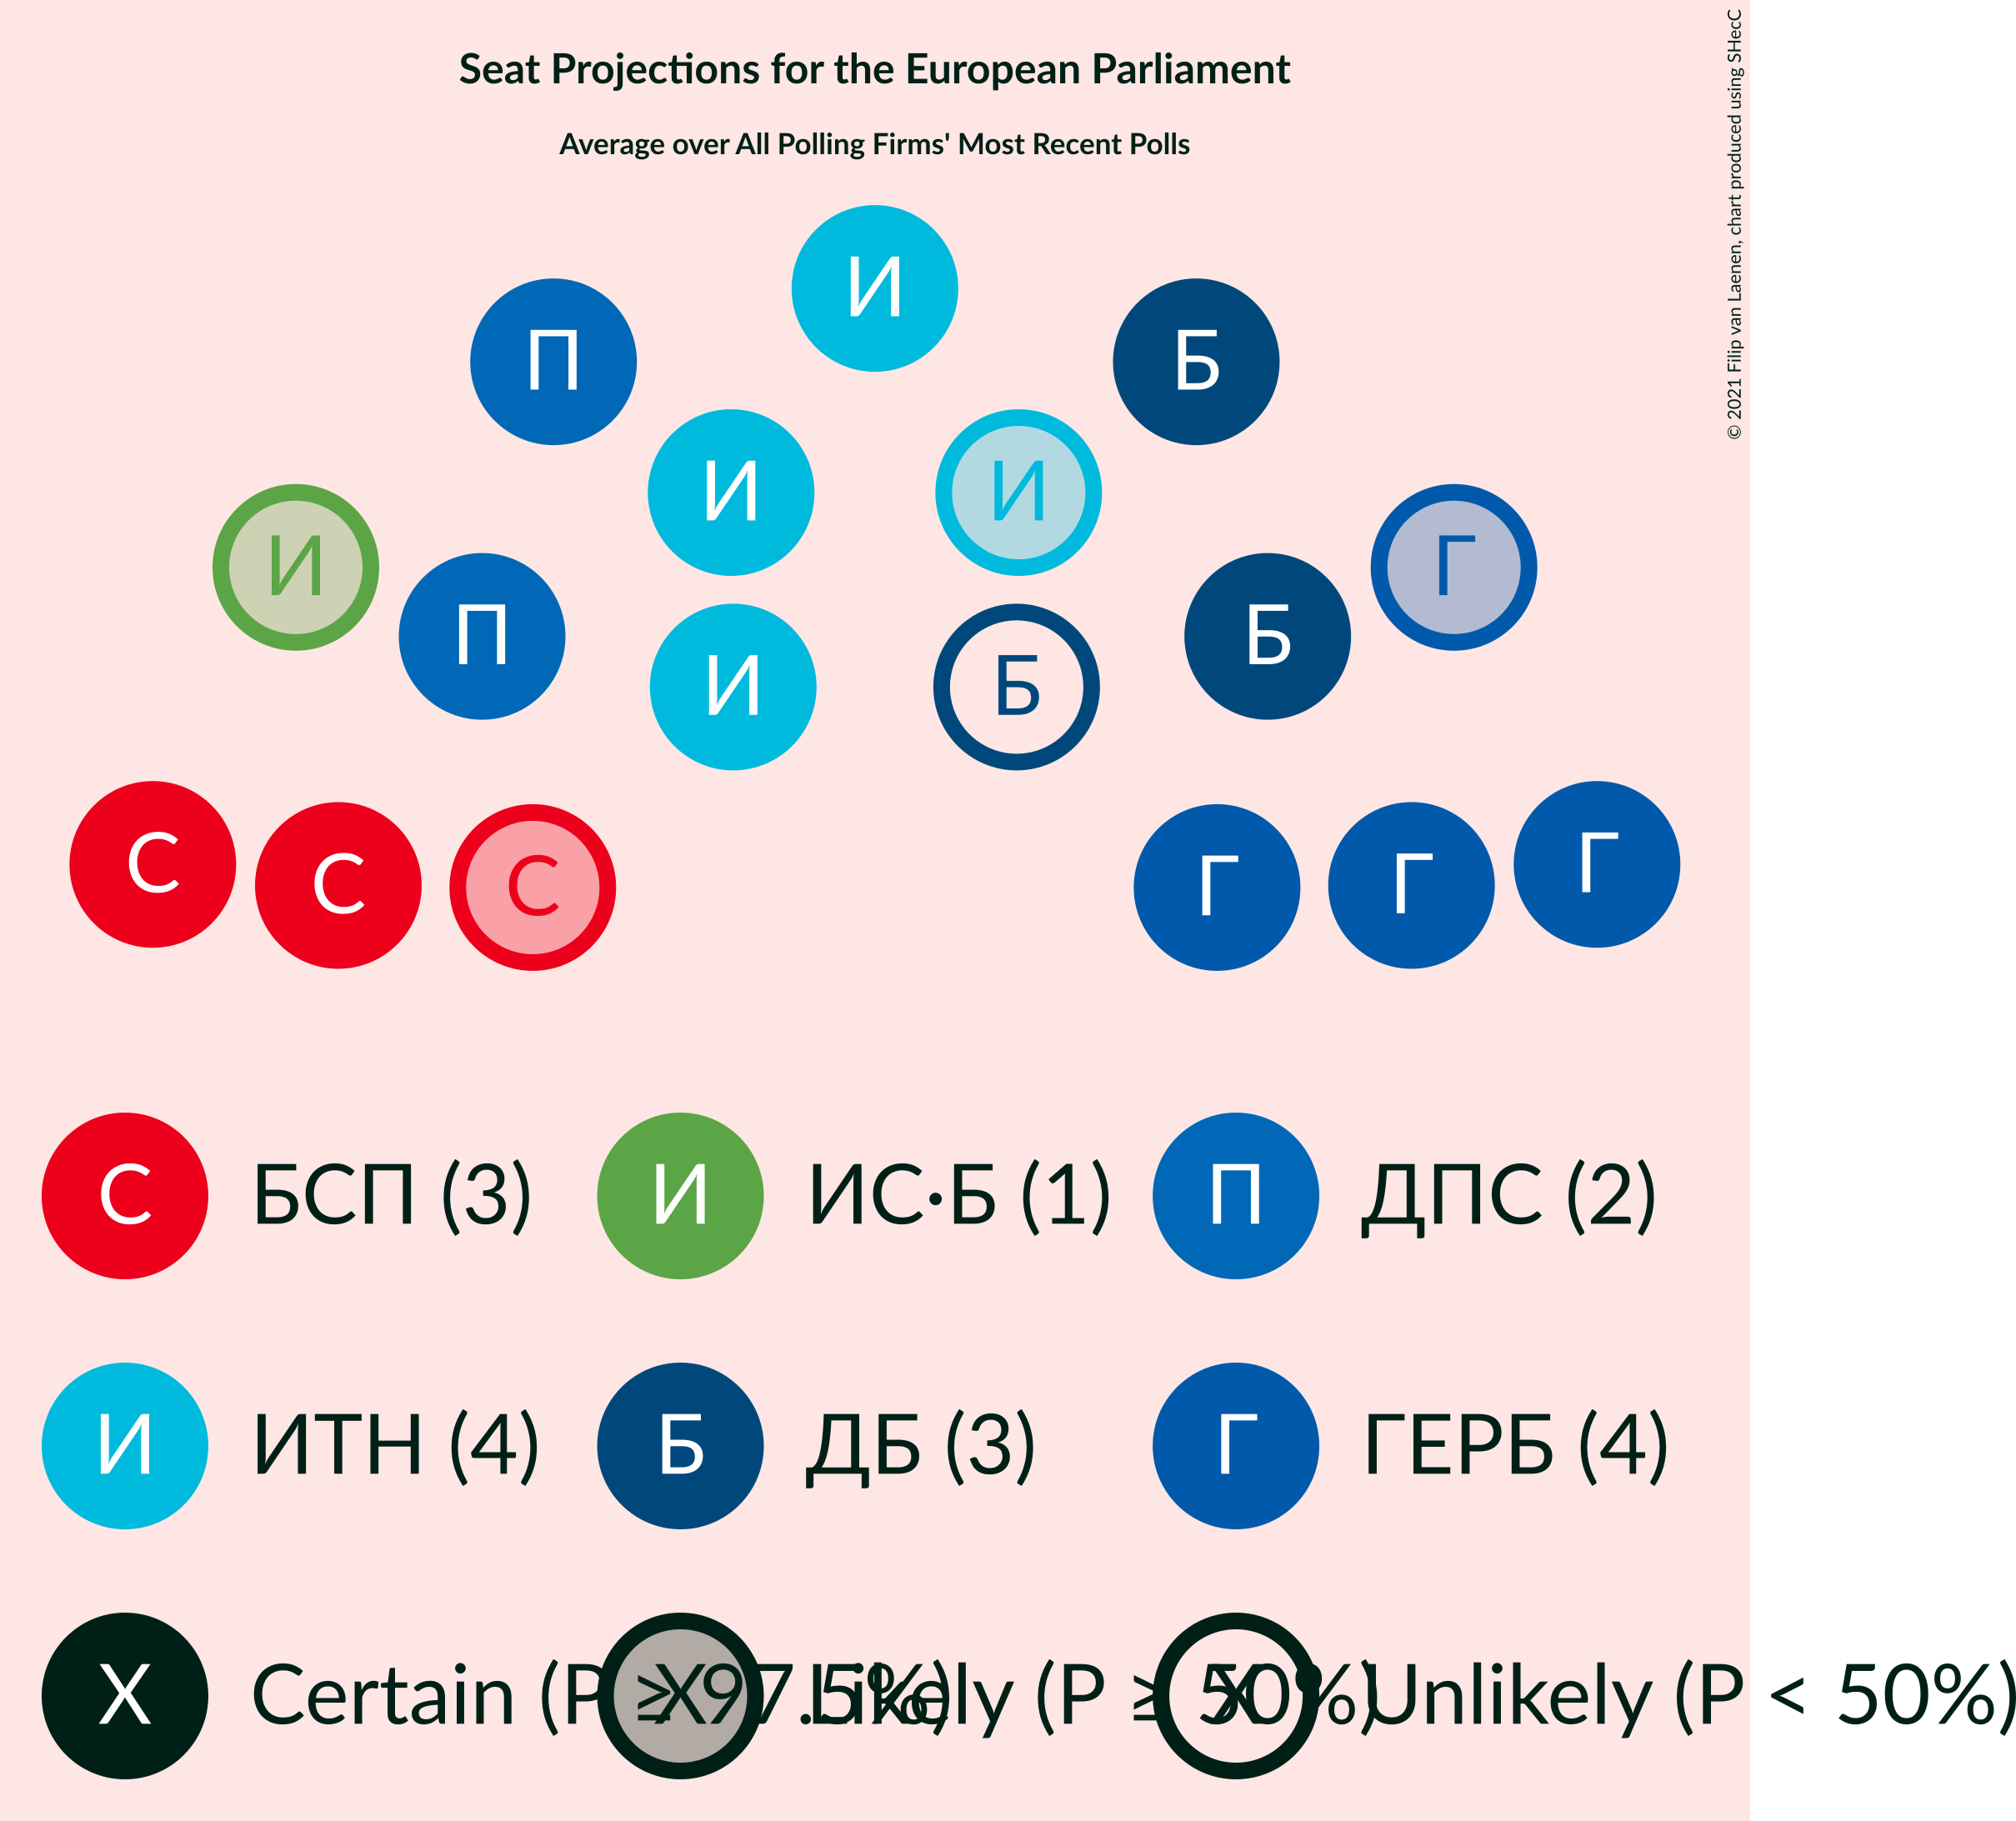 Seat Projections for the European Parliament
Average over All Polling Firms' Most Recent Polls
© 2021 Filip van Laenen, chart produced using SHecC
И
П
Б
И
И
И
Г
П
Б
И
Б
С
С
С
Г
Г
Г
С БСП (3)
И ИС·Б (1)
П ДПС (2)
И ИТН (4)
Б ДБ (3)
Г ГЕРБ (4)
X Certain (P ≥ 97.5%)
X Likely (P ≥ 50%)
X Unlikely (P < 50%)